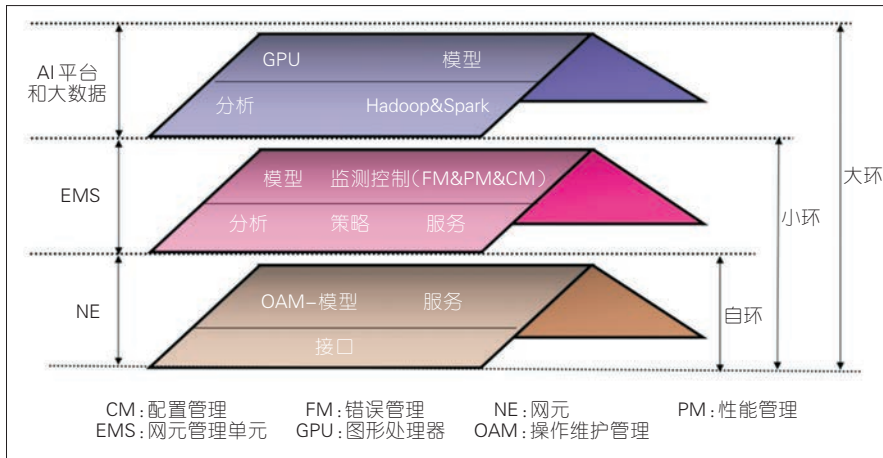 GPU 模型
AI平台
和大数据
分析 Hadoop&Spark
大环
模型 监测控制(FM&PM&CM)
EMS
分析 策略 服务
小环
OAM-模型 服务
NE
自环
接口
CM:配置管理 FM:错误管理 NE:网元 PM:性能管理
EMS:网元管理单元 GPU:图形处理器 OAM:操作维护管理